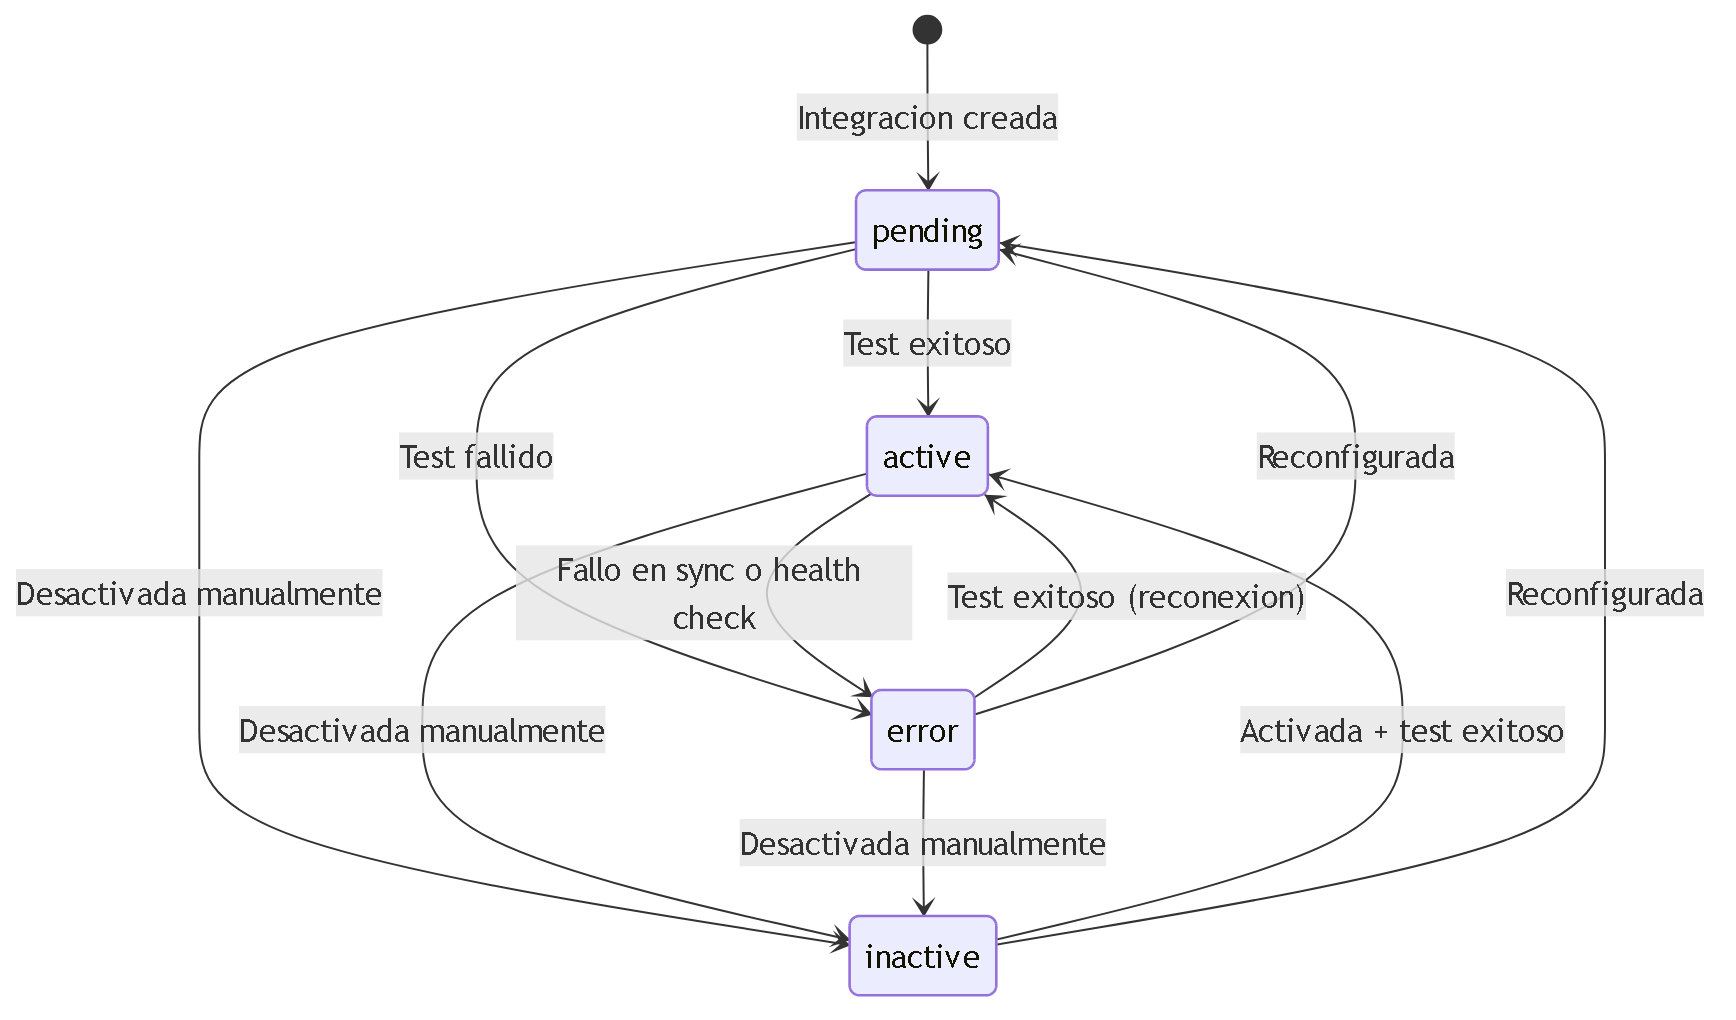 Integracion creada
pending
Test exitoso
Test fallido
active
Reconfigurada
Fallo en sync o health
check
Desactivada manualmente
Test exitoso (reconexion)
Reconfigurada
Desactivada manualmente
error
Activada + test exitoso
Desactivada manualmente
inactive